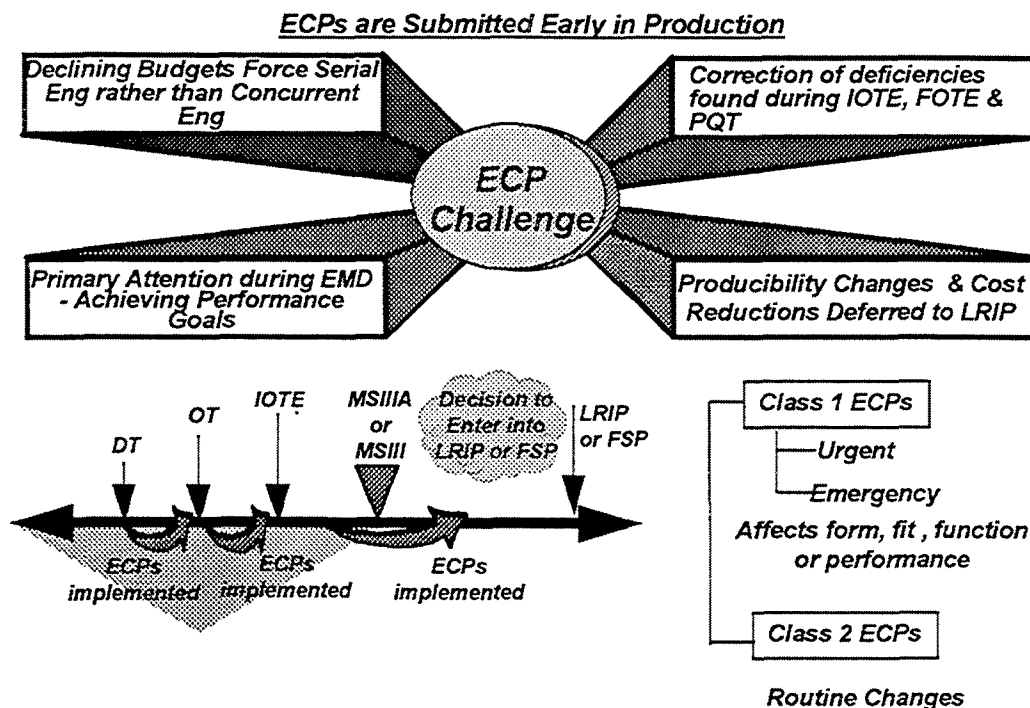 ECPs are Submitted Early in Production
Declining Budgets Force Serial
Eng rather than Concurrent
Eng
Correction of deficiencies
found during IOTE, FOTE &
PQT
ECP
Challenge
Primary Attention during EMD
- Achieving Performance
Goals
Producibility Changes & Cost
Reductions Deferred to LRIP
DT
OT
IOTE
MSIIIA
or
MSIII
Decision to
Enter into
LRIP or FSP
LRIP
or FSP
ECPs
implemented
ECPs
implemented
ECPs
implemented
Class 1 ECPs
Urgent
Emergency
Affects form, fit , function
or performance
Class 2 ECPs
Routine Changes